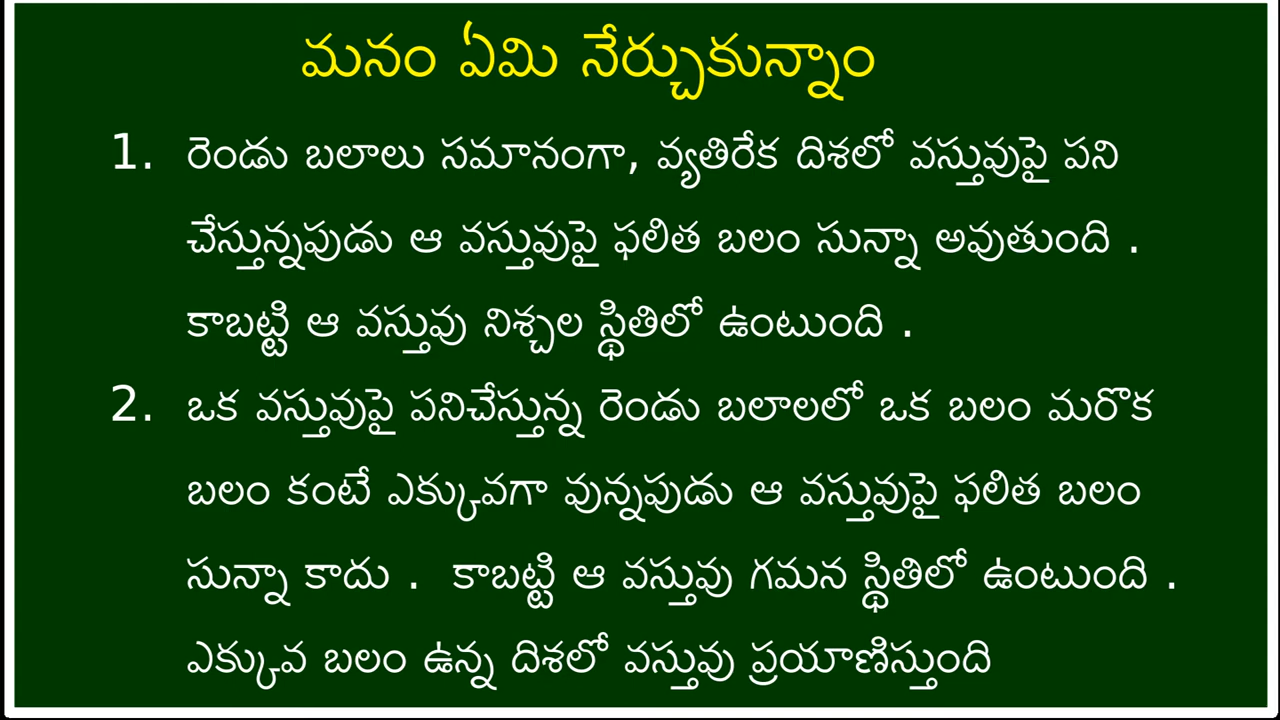 మనం ఏమి నేర్చుకున్నాం
1. రెండు బలాలు సమానంగా, వ్యతిరేక దిశలో వస్తువుపై పని
చేస్తున్నపుడు ఆ వస్తువుపై ఫలిత బలం సున్నా అవుతుంది .
కాబట్టి ఆ వస్తువు నిశ్చల స్థితిలో ఉంటుంది .
2. ఒక వస్తువుపై పనిచేస్తున్న రెండు బలాలలో ఒక బలం మరొక
బలం కంటే ఎక్కువగా వున్నపుడు ఆ వస్తువుపై ఫలిత బలం
సున్నా కాదు . కాబట్టి ఆ వస్తువు గమన స్థితిలో ఉంటుంది .
ఎక్కువ బలం ఉన్న దిశలో వస్తువు ప్రయాణిస్తుంది